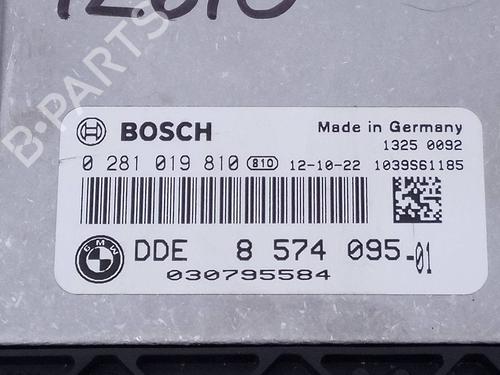 BOSCH
Made in Germany
1325 0092
0 281 019 810 810 12-10-22 1039S61185
BMW DDE 8 574 095-01
030795584
B-PARTS